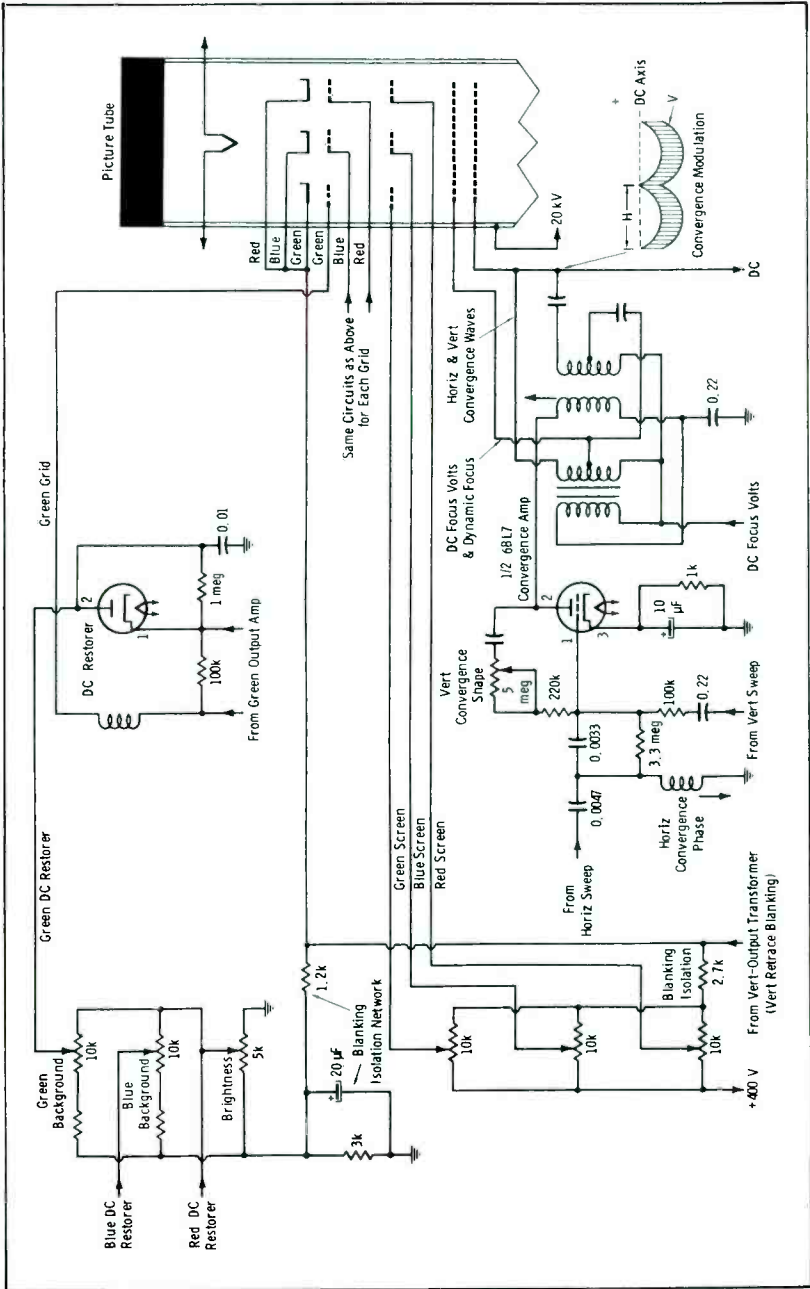 Picture Tube
Red
Blue
Green
Green
Blue
Red
20 kV
+
DC Axis
V
H
Convergence Modulation
DC
Green Grid
Same Circuits as Above
for Each Grid
Horiz & Vert
Convergence Waves
DC Focus Volts
& Dynamic Focus
0.22
DC Restorer
2
1
0.01
1 meg
100k
From Green Output Amp
1/2 6BL7
Convergence Amp
2
1
3
DC Focus Volts
1k
10
µF
+
Vert
Convergence
Shape
5
meg
220k
0.0033
100k
0.22
3.3 meg
From Vert Sweep
0.0047
Horiz
Convergence
Phase
From
Horiz Sweep
Green DC Restorer
Green Screen
Blue Screen
Red Screen
Green
Background
10k
Blue
Background
10k
Brightness
5k
Blue DC
Restorer
Red DC
Restorer
1.2k
+
20 µF
Blanking
Isolation Network
3k
10k
10k
10k
Blanking
Isolation
2.7k
From Vert-Output Transformer
(Vert Retrace Blanking)
+400 V